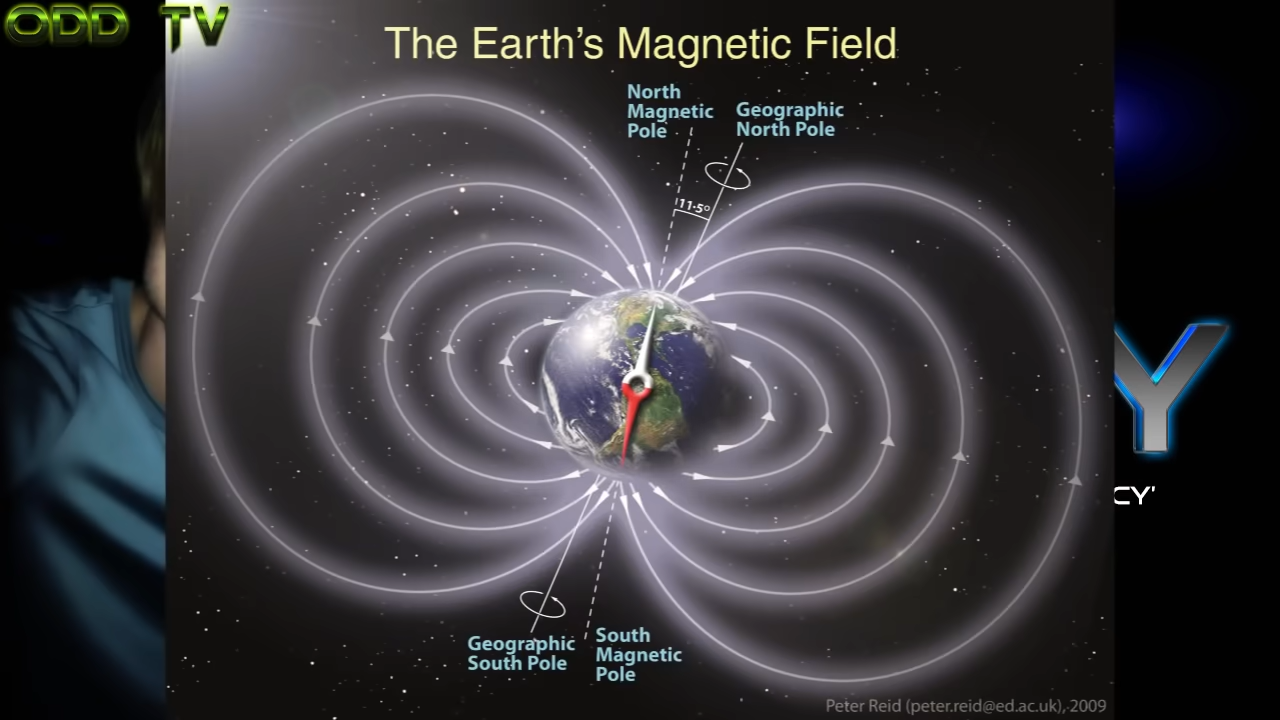 ODD TV
The Earth's Magnetic Field
North
Magnetic
Pole
Geographic
North Pole
11·5°
Y
CY'
Geographic
South Pole
South
Magnetic
Pole
Peter Reid (peter.reid@ed.ac.uk), 2009